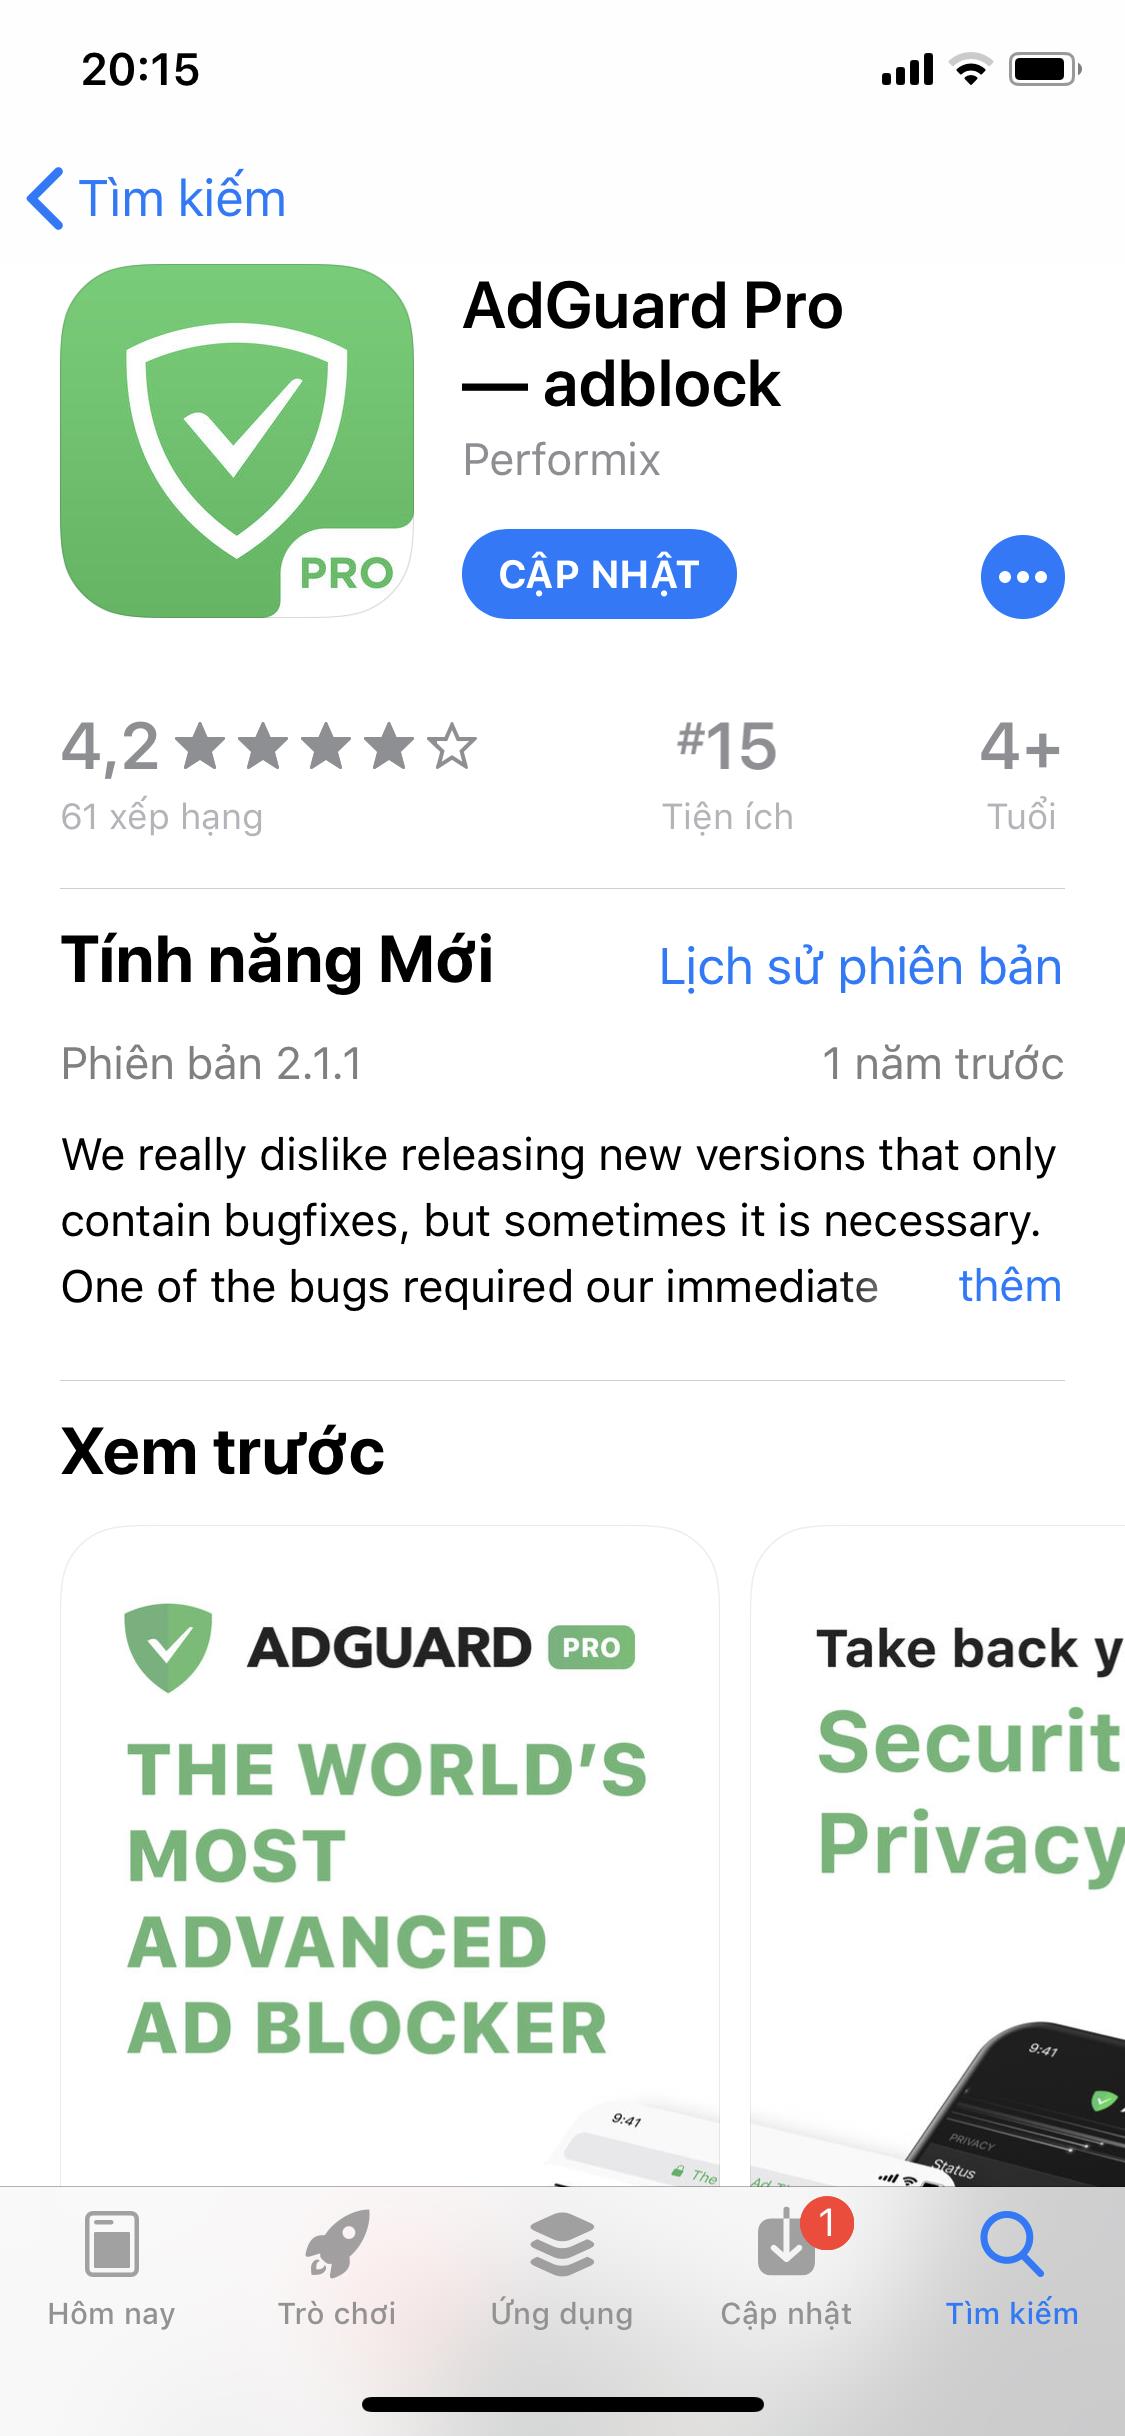 20:15
Tìm kiếm
AdGuard Pro
— adblock
Performix
PRO
CẬP NHẬT
4,2
#15
4+
61 xếp hạng
Tiện ích
Tuổi
Tính năng Mới
Lịch sử phiên bản
Phiên bản 2.1.1
1 năm trước
We really dislike releasing new versions that only
contain bugfixes, but sometimes it is necessary.
One of the bugs required our immediate
thêm
Xem trước
ADGUARD PRO
THE WORLD’S
MOST
ADVANCED
AD BLOCKER
9:41
The
Take back y
Securit
Privacy
9:41
PRIVACY
Status
Ad
1
Hôm nay
Trò chơi
Ứng dụng
Cập nhật
Tìm kiếm